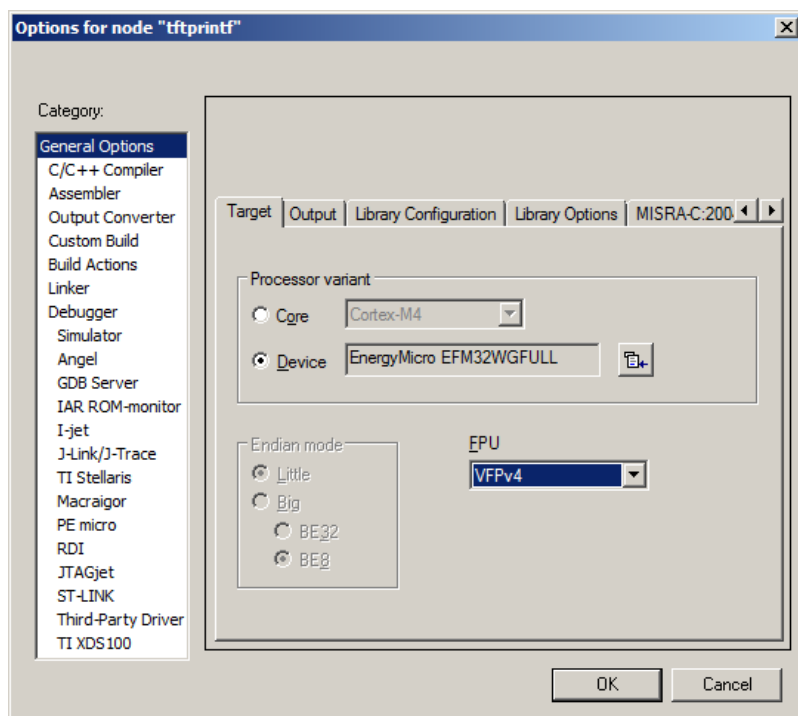 Options for node "tftprintf"
Category:
General Options
C/C++ Compiler
Assembler
Output Converter
Custom Build
Build Actions
Linker
Debugger
Simulator
Angel
GDB Server
IAR ROM-monitor
I-jet
J-Link/J-Trace
TI Stellaris
Macraigor
PE micro
RDI
JTAGjet
ST-LINK
Third-Party Driver
TI XDS100
Target Output Library Configuration Library Options MISRA-C:200
Processor variant
Core Cortex-M4
Device EnergyMicro EFM32WGFULL
Endian mode
Little
Big
BE32
BE8
FPU
VFPv4
OK Cancel